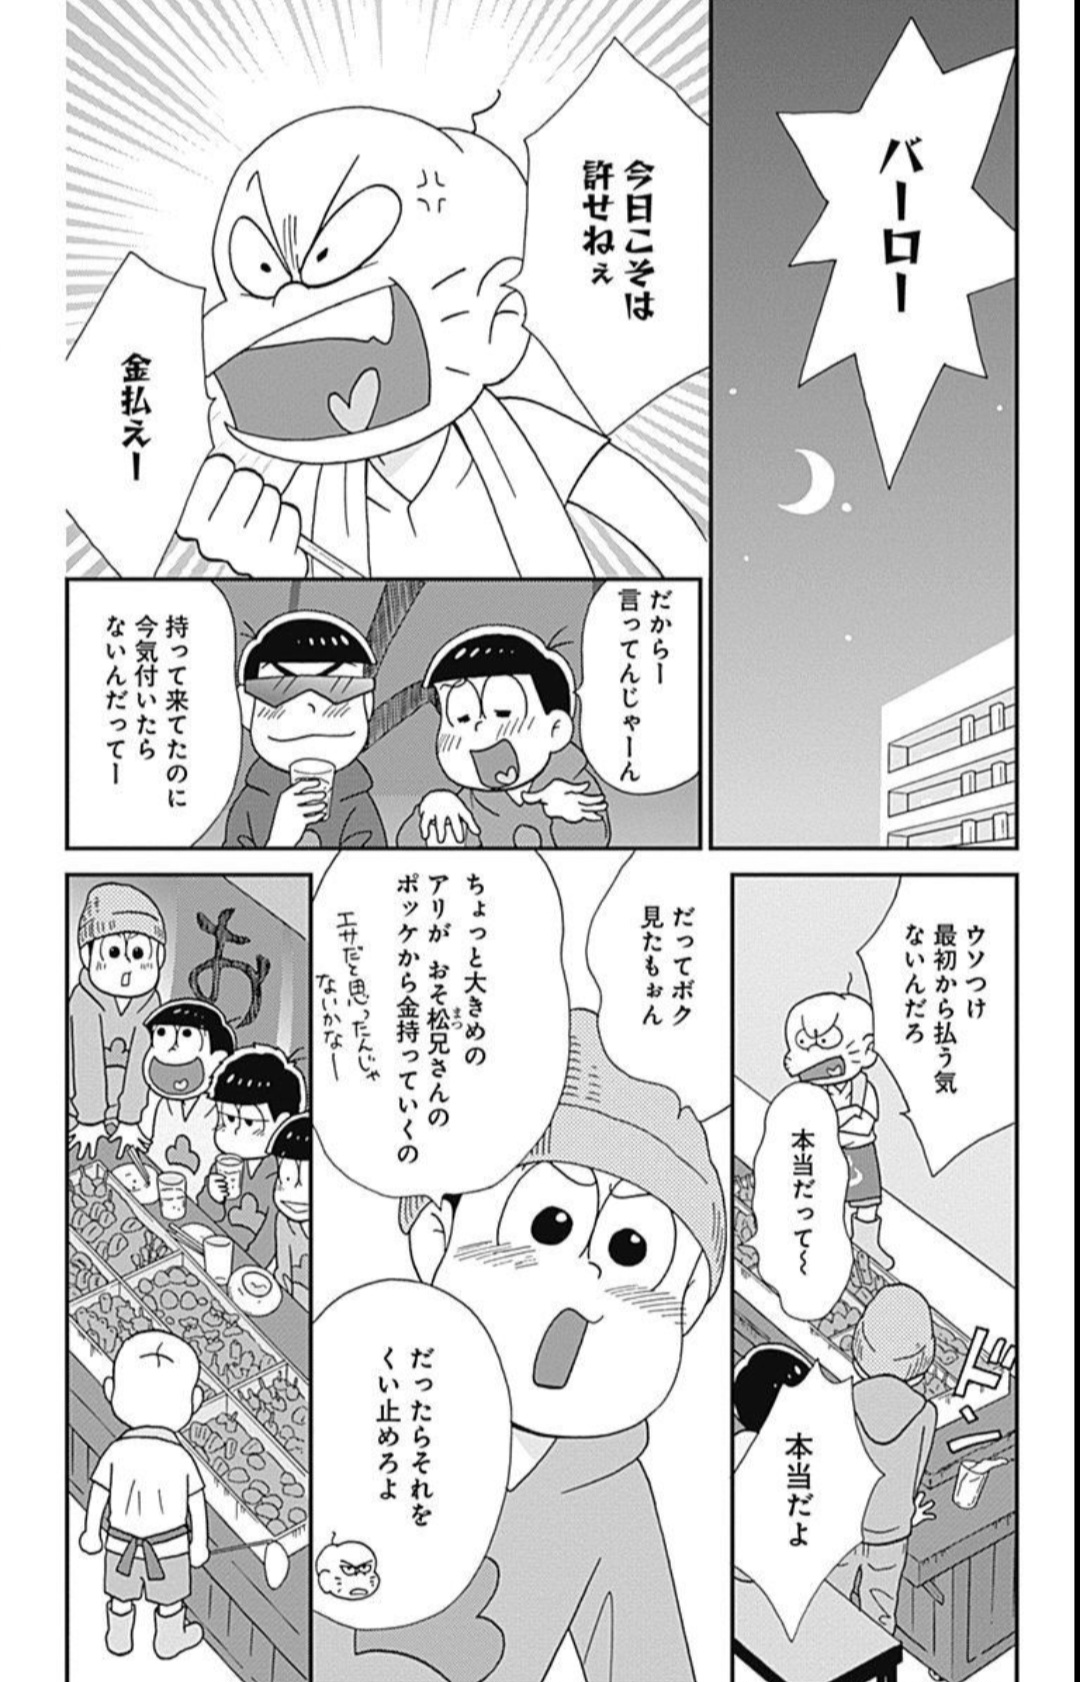 バーロー
今日こそは
許せねぇ
金払えー
だからー
言ってんじゃーん
持って来てたのに
今気付いたら
ないんだってー
ウソつけ
最初から払う気
ないんだろ
本当だって〜
ドンッ
本当だよ
だってボク
見たもぉん
ちょっと大きめの
アリが おそ松兄さんの
まつ
ポッケから金持っていくの
エサだと思ったんじゃ
ないかなー
だったらそれを
くい止めろよ
お